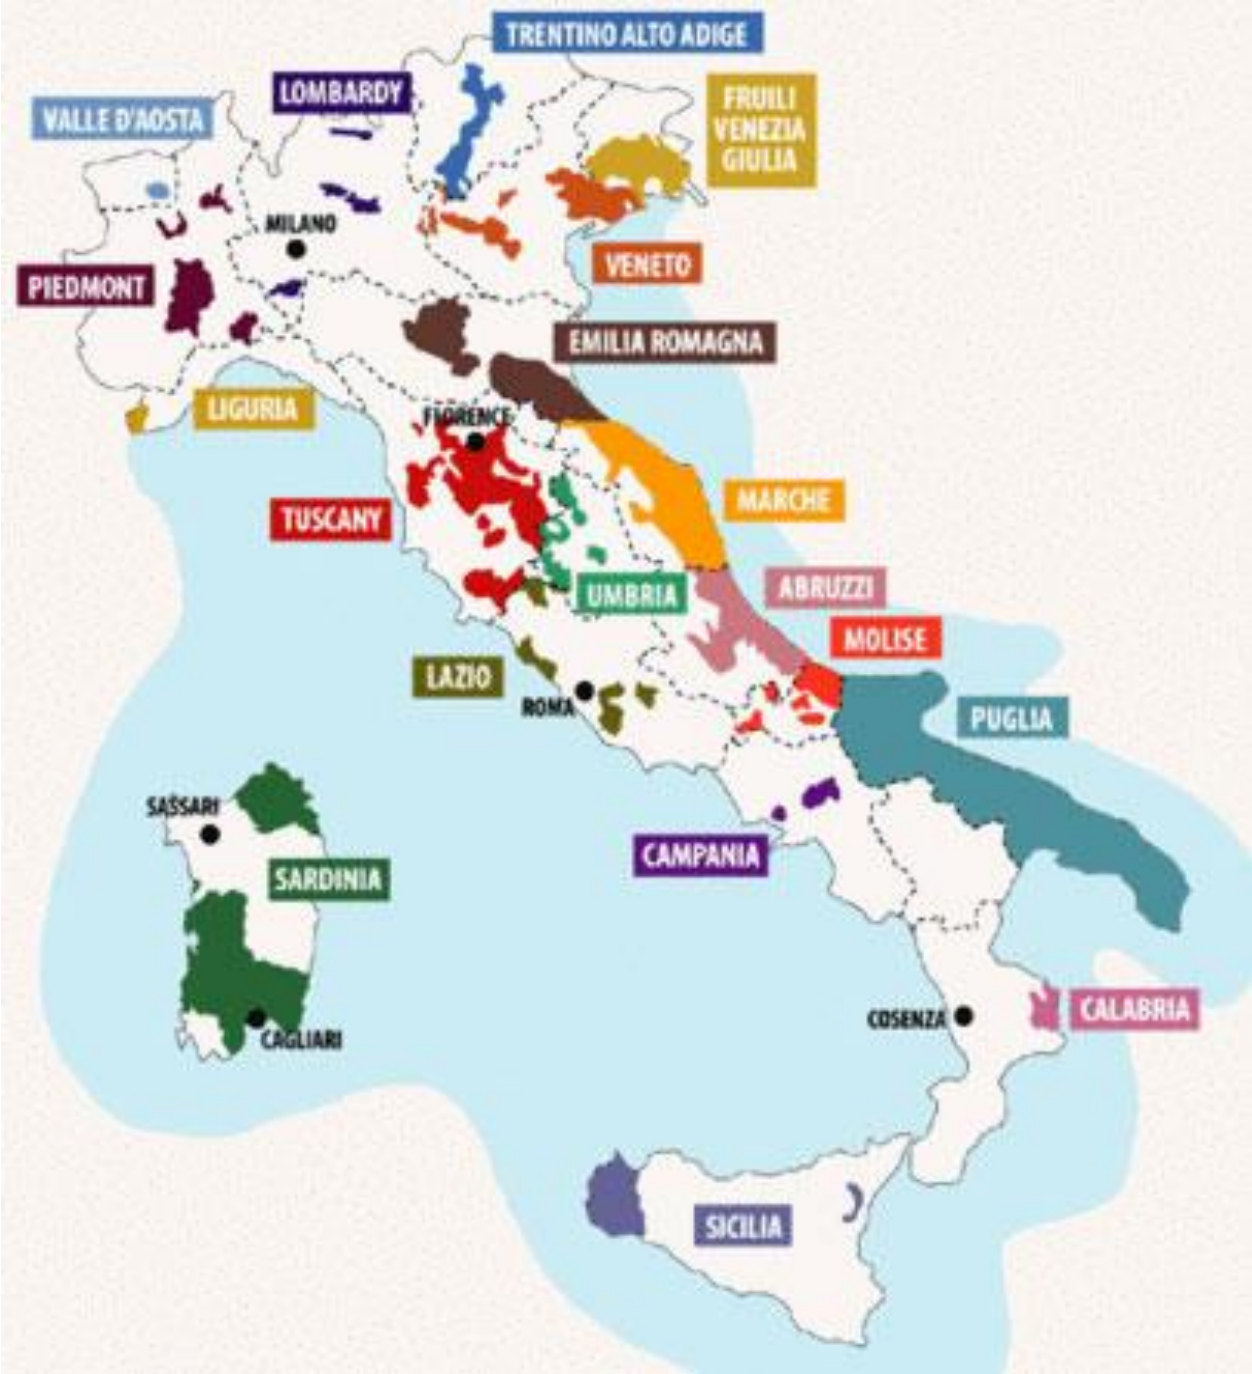 TRENTINO ALTO ADIGE
LOMBARDY
VALLE D'AOSTA
FRUILI
VENEZIA
GIULIA
MILANO
VENETO
PIEDMONT
EMILIA ROMAGNA
LIGURIA
FLORENCE
TUSCANY
MARCHE
UMBRIA
ABRUZZI
MOLISE
LAZIO
ROMA
PUGLIA
SASSARI
SARDINIA
CAMPANIA
CAGLIARI
COSENZA
CALABRIA
SICILIA